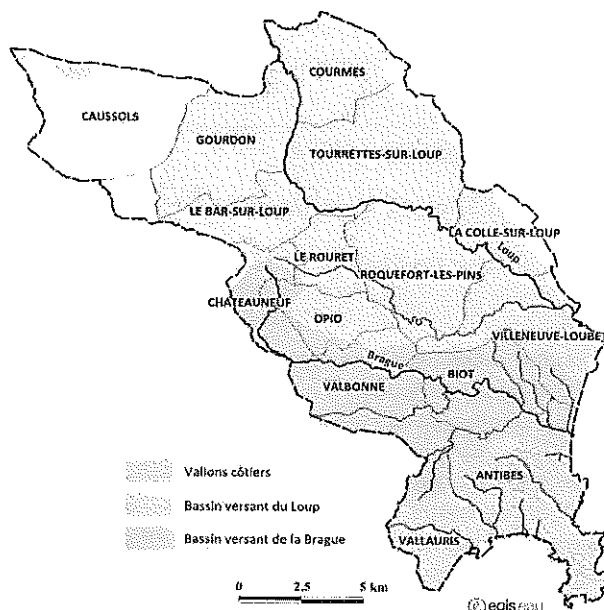 COURMES
CAUSSOLS
GOURDON
TOURRETTES-SUR-LOUP
LE BAR-SUR-LOUP
LA COLLE-SUR-LOUP
Loup
LE ROURET
ROQUEFORT-LES-PINS
CHATEAUNEUF
OPIO
VILLENEUVE-LOUBET
Brague
BIOT
VALBONNE
Vallons côtiers
ANTIBES
Bassin versant du Loup
Bassin versant de la Brague
VALLAURIS
0 2.5 5 km
egis eau